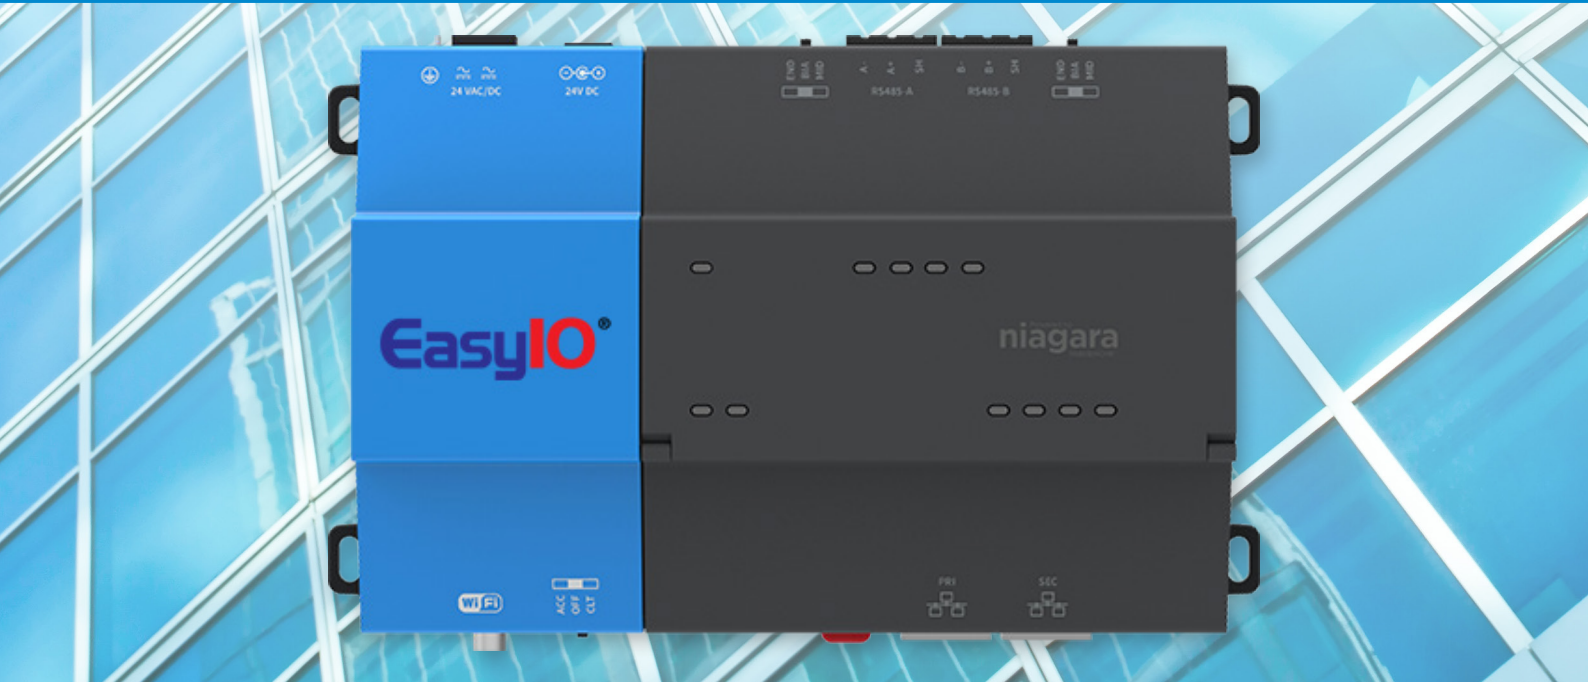 24 VAC/DC
24V DC
END
BIA
MID
A-
A+
SH
RS485-A
B-
B+
SH
RS485-B
END
BIA
MID
EasyIO®
niagara
WiFi
ACC
OFF
CLT
PRI
SEC